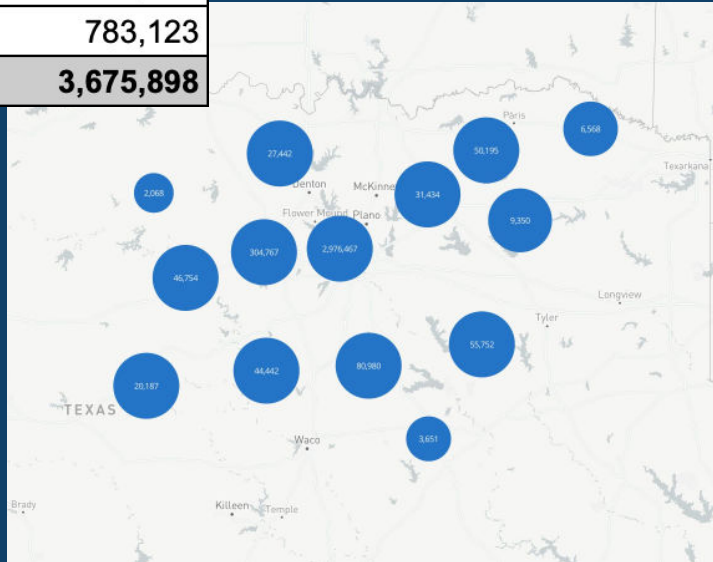 783,123
3,675,898
Paris
6,568
27,442
50,195
Texarkana
Denton
McKinne
2,068
31,434
Flower Mound
Plano
9,350
304,767
2,976,467
46,754
Longview
Tyler
55,752
80,980
44,442
20,187
TEXAS
3,651
Waco
Brady
Killeen
Temple